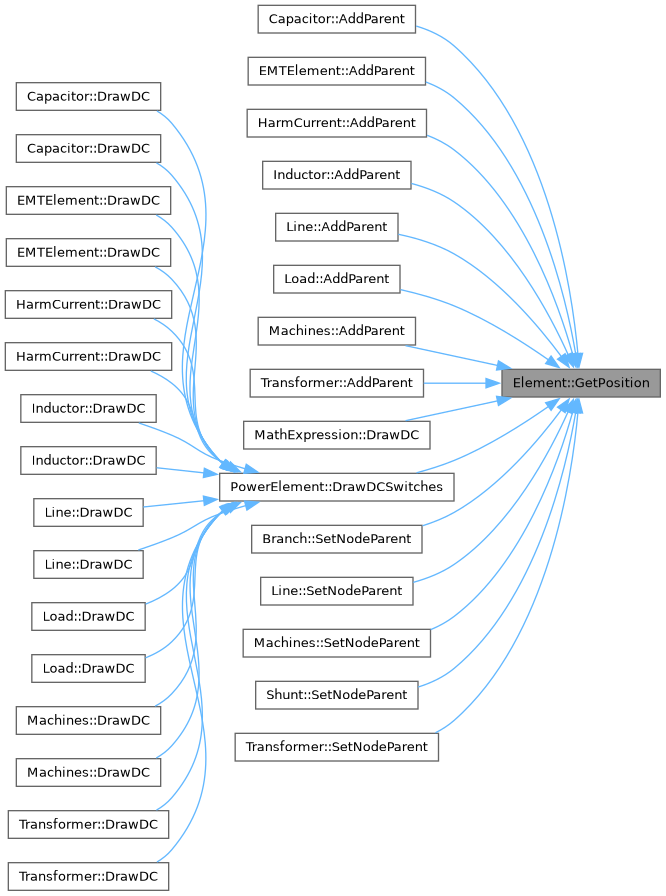 Capacitor::AddParent
EMTElement::AddParent
HarmCurrent::AddParent
Inductor::AddParent
Line::AddParent
Load::AddParent
Machines::AddParent
Transformer::AddParent
MathExpression::DrawDC
PowerElement::DrawDCSwitches
Branch::SetNodeParent
Line::SetNodeParent
Machines::SetNodeParent
Shunt::SetNodeParent
Transformer::SetNodeParent
Element::GetPosition
Capacitor::DrawDC
Capacitor::DrawDC
EMTElement::DrawDC
EMTElement::DrawDC
HarmCurrent::DrawDC
HarmCurrent::DrawDC
Inductor::DrawDC
Inductor::DrawDC
Line::DrawDC
Line::DrawDC
Load::DrawDC
Load::DrawDC
Machines::DrawDC
Machines::DrawDC
Transformer::DrawDC
Transformer::DrawDC